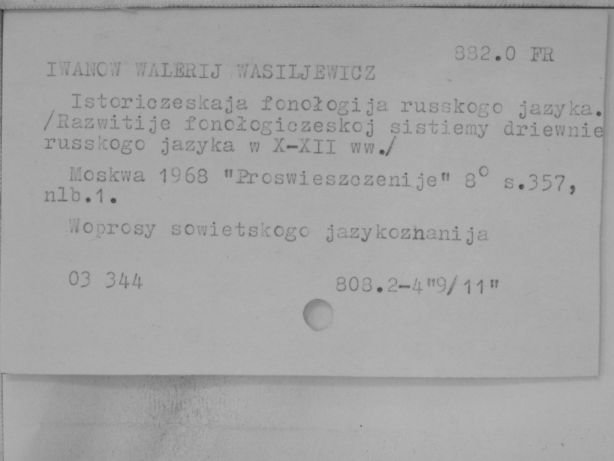 882.0 FR
IWANOW WALERIJ WASILJEWICZ
Istoriczeskaja fonołogija russkogo jazyka.
/Razwitije fonołogiczeskoj sistiemy driewnie
russkogo jazyka w X-XII ww./
Moskwa 1968 "Proswieszczenije" 8° s.357,
nlb.1.
Woprosy sowietskogo jazykoznanija
03 344 808.2-4"9/11"